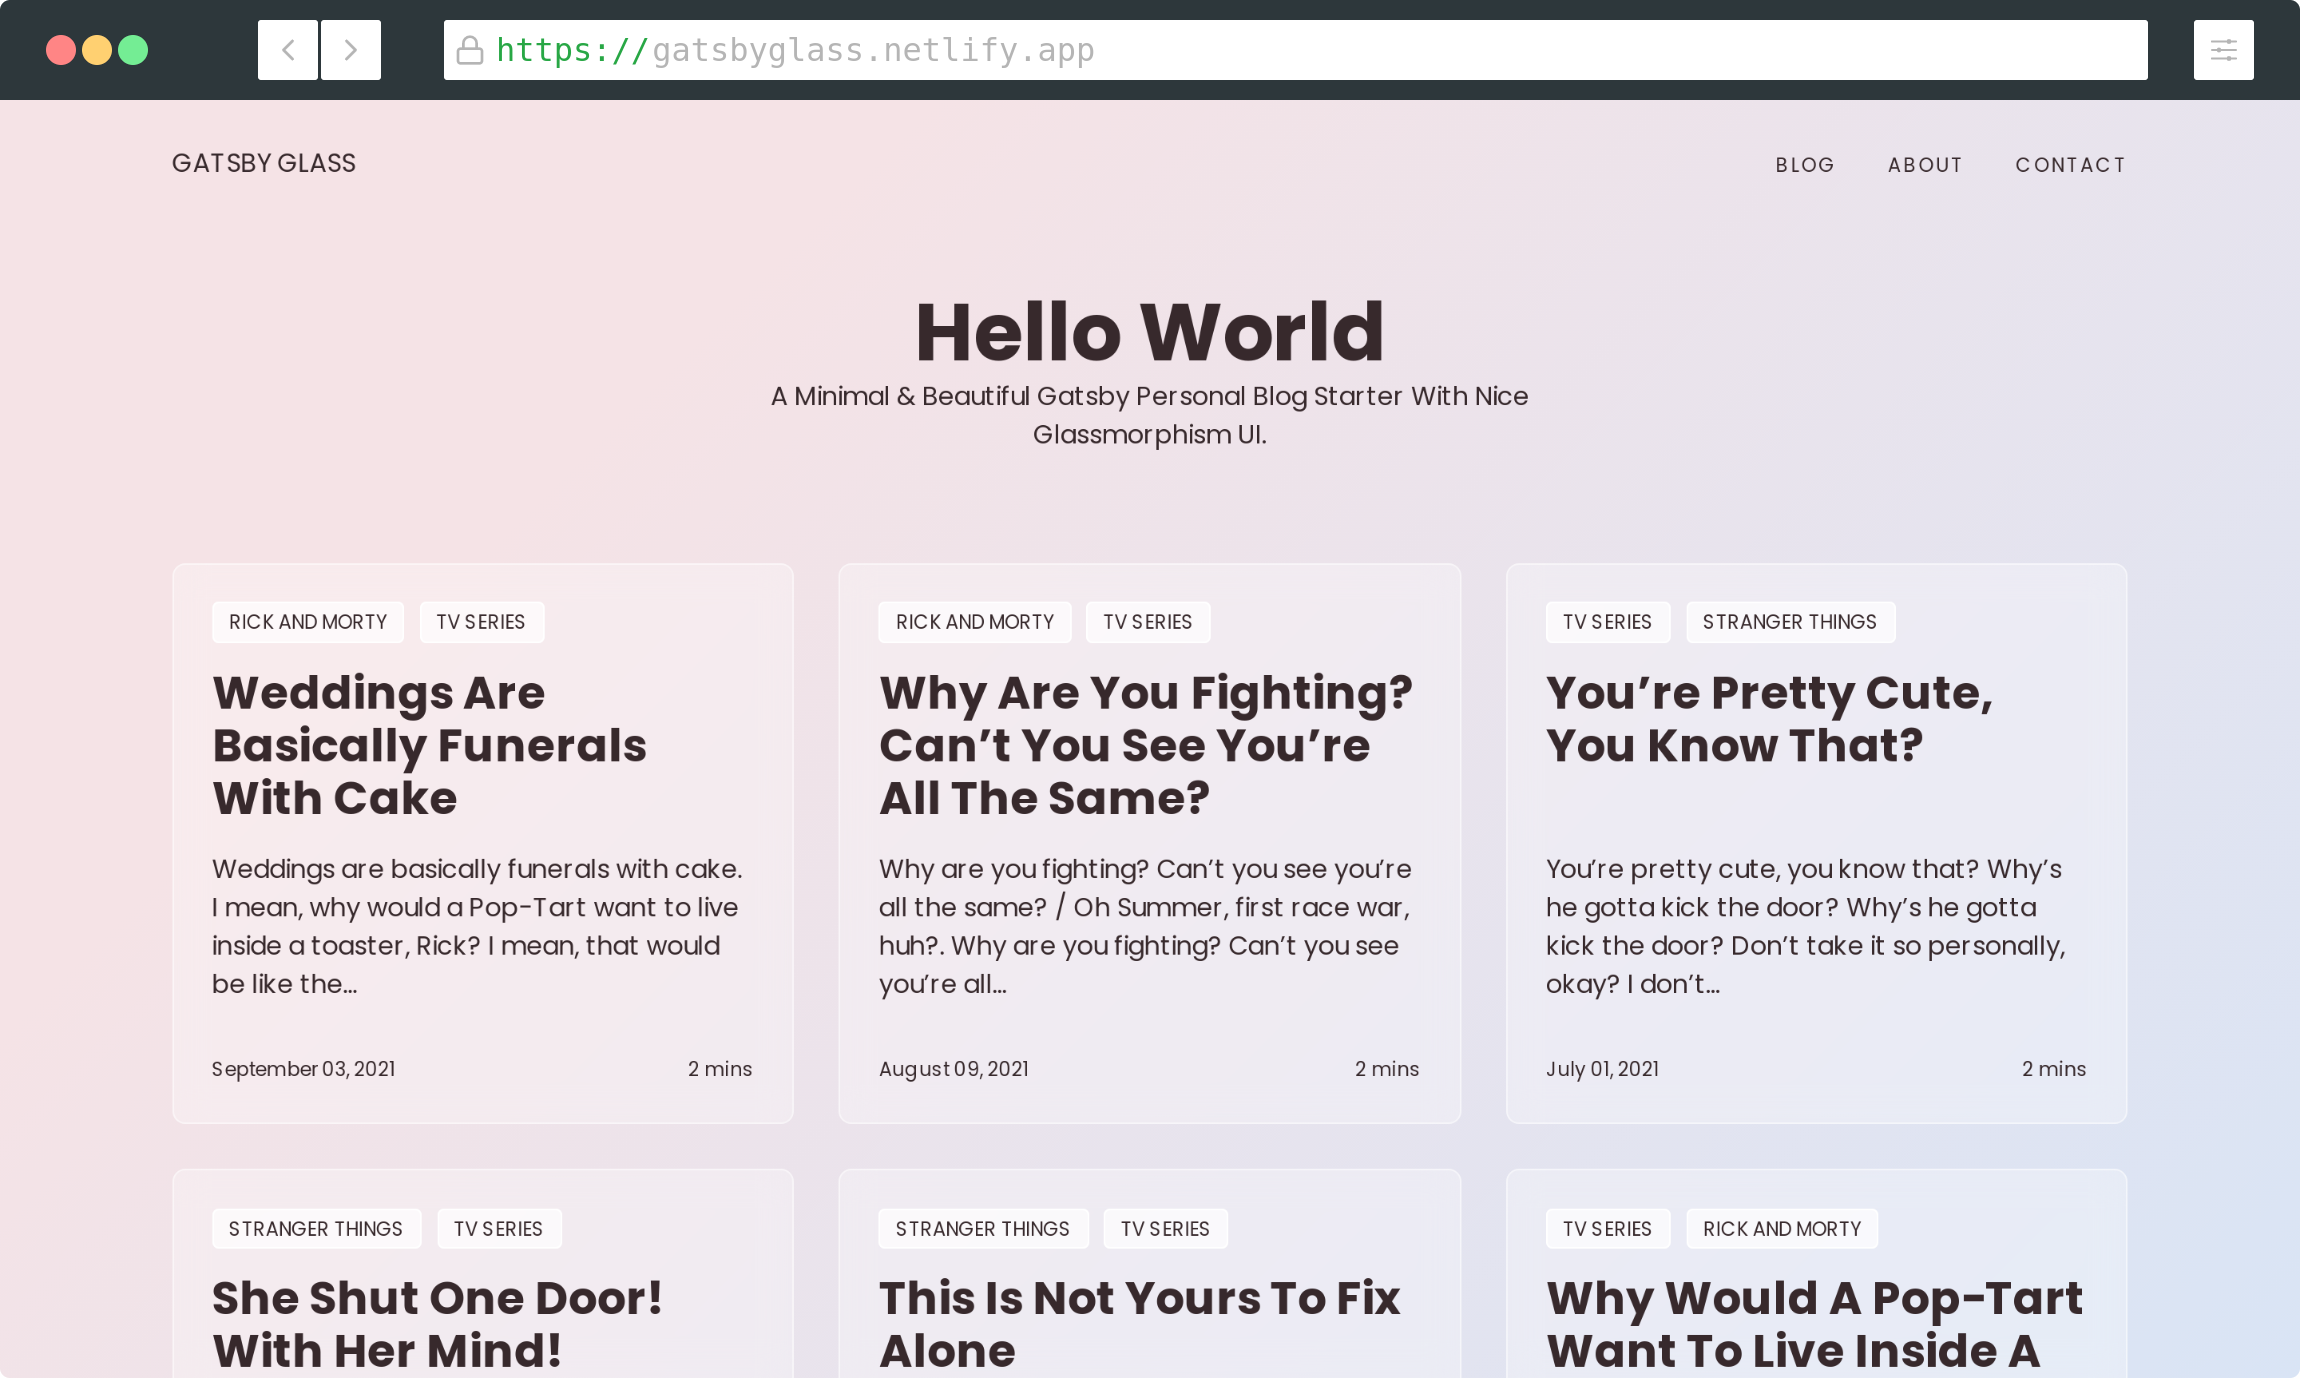 https://gatsbyglass.netlify.app
GATSBY GLASS
BLOG
ABOUT
CONTACT
Hello World
A Minimal & Beautiful Gatsby Personal Blog Starter With Nice
Glassmorphism UI.
RICK AND MORTY
TV SERIES
Weddings Are
Basically Funerals
With Cake
Weddings are basically funerals with cake.
I mean, why would a Pop-Tart want to live
inside a toaster, Rick? I mean, that would
be like the...
September 03, 2021
2 mins
RICK AND MORTY
TV SERIES
Why Are You Fighting?
Can’t You See You’re
All The Same?
Why are you fighting? Can’t you see you’re
all the same? / Oh Summer, first race war,
huh?. Why are you fighting? Can’t you see
you’re all...
August 09, 2021
2 mins
TV SERIES
STRANGER THINGS
You’re Pretty Cute,
You Know That?
You’re pretty cute, you know that? Why’s
he gotta kick the door? Why’s he gotta
kick the door? Don’t take it so personally,
okay? I don’t...
July 01, 2021
2 mins
STRANGER THINGS
TV SERIES
She Shut One Door!
With Her Mind!
STRANGER THINGS
TV SERIES
This Is Not Yours To Fix
Alone
TV SERIES
RICK AND MORTY
Why Would A Pop-Tart
Want To Live Inside A